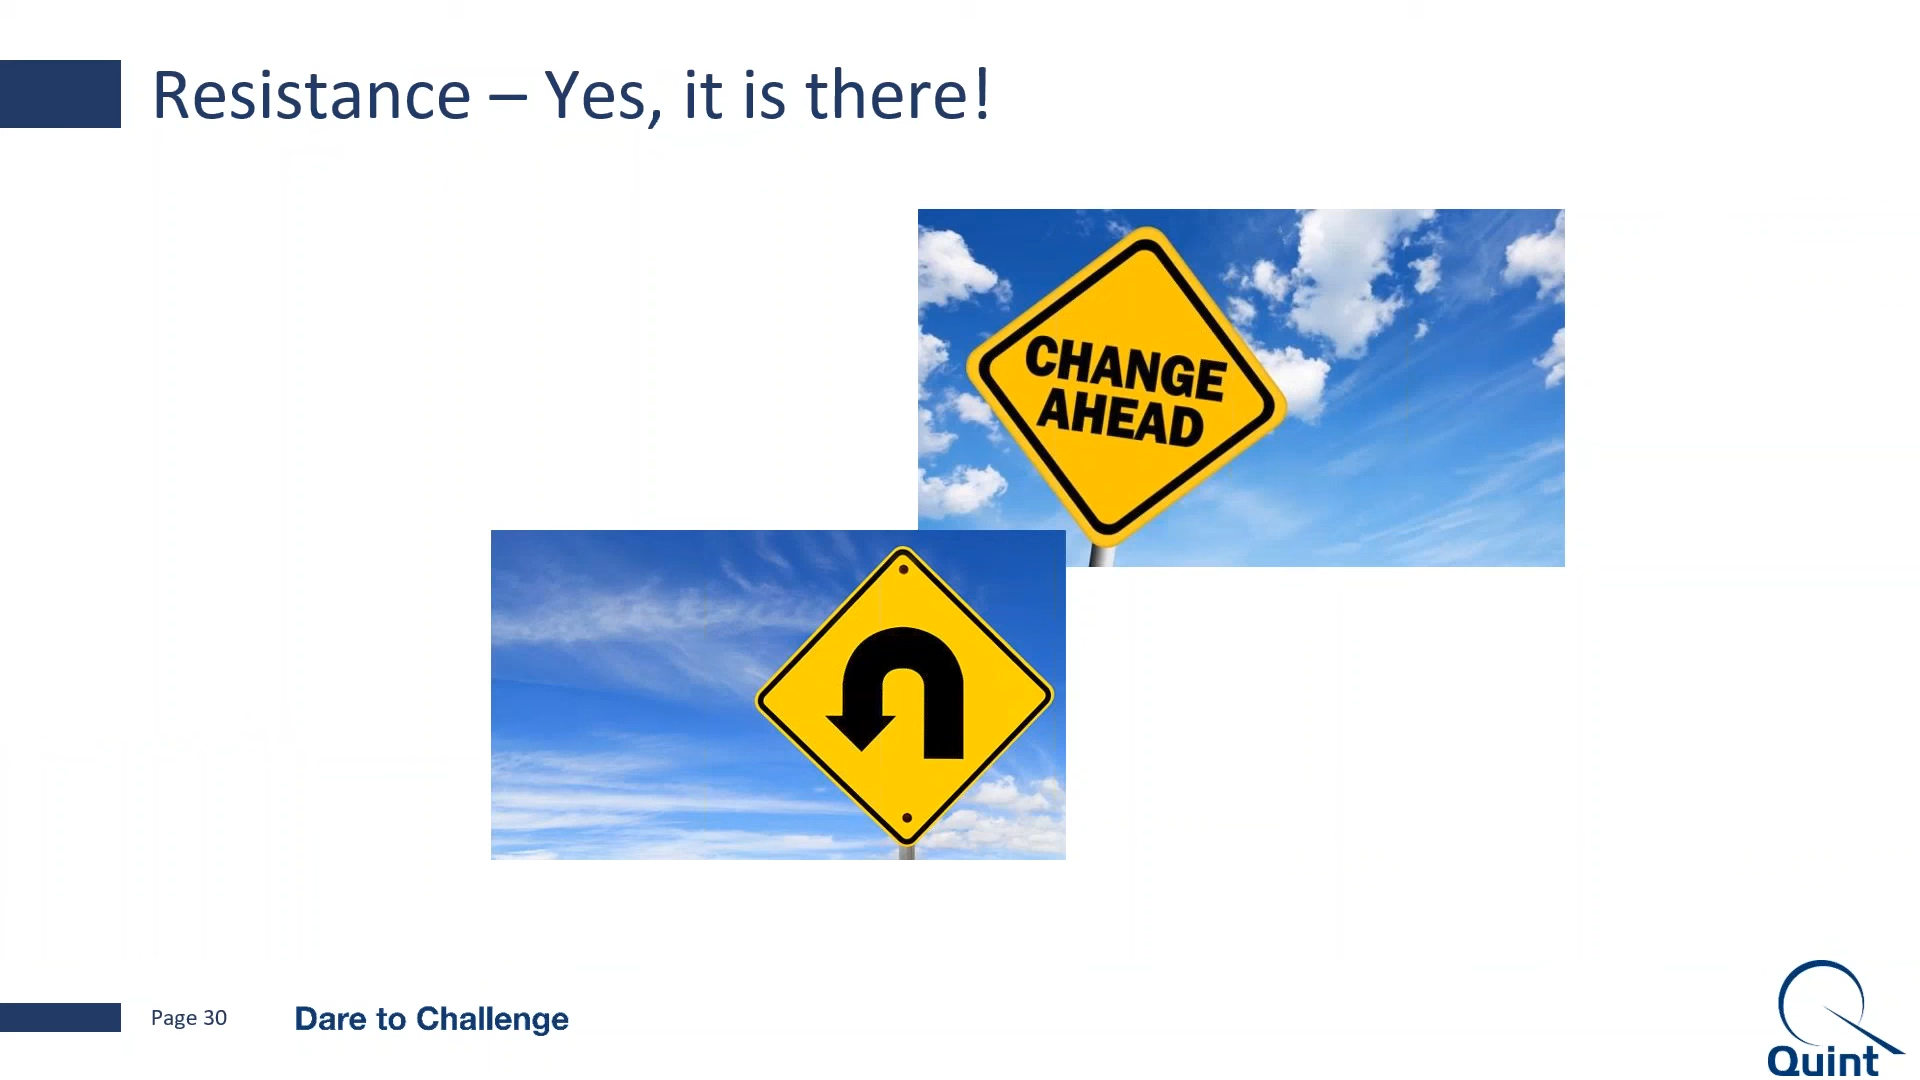 Resistance – Yes, it is there!
CHANGE
AHEAD
Page 30
Dare to Challenge
Quint